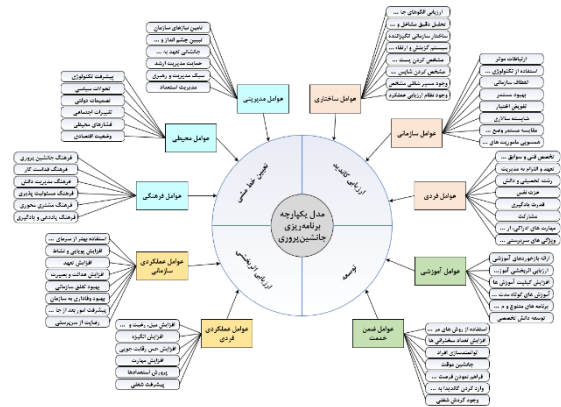 تامین نیازهای سازمان
تبیین چشم انداز و ...
جانشانی تعهد به ...
حمایت مدیریت ارشد
سبک مدیریت و رهبری
مدیریت استعداد
عوامل مدیریتی
ارزیابی الگوهای جا ...
تحلیل دقیق مشاغل و ...
ساختار سازمانی انگیزاننده
سیستم گزینش و ارتقاء ...
مشخص کردن پست ...
مشخص کردن شایس ...
وجود مسیر شغلی مشخص
وجود نظام ارزیابی عملکرد
عوامل ساختاری
ارتباطات موثر
استفاده از تکنولوژی ...
انعطاف سازمانی
بهبود مستمر
تفویض اختیار
شایسته سالاری
مقایسه مستمر وضع ...
همسویی ماموریت های ...
عوامل سازمانی
پیشرفت تکنولوژی
تحولات سیاسی
تصمیمات دولتی
تغییرات اجتماعی
فشارهای محیطی
وضعیت اقتصادی
عوامل محیطی
تخصص فنی و سوابق ...
تعهد و التزام به مدیریت
رشته تحصیلی و دانش
عزت نفس
قدرت یادگیری
مشارکت
مهارت های ادراکی، ار ...
ویژگی های سرپرستی ...
عوامل فردی
فرهنگ جانشین پروری
فرهنگ قداست کار
فرهنگ مدیریت دانش
فرهنگ مسئولیت پذیری
فرهنگ مشتری محوری
فرهنگ یاددهی و یادگیری
عوامل فرهنگی
تعیین خط مشی
ارزیابی کاندید
مدل یکپارچه
برنامه‌ریزی
جانشین‌پروری
ارزیابی اثربخشی
توسعه
استفاده بهتر از سرمای ...
افزایش پویایی و نشاط
افزایش تعهد
افزایش عدالت و بصیرت
بهبود تعلق سازمانی
بهبود وفاداری به سازمان
پیشرفت امور بعد از جا ...
رضایت از سرپرستی
عوامل عملکردی
سازمانی
ارائه بازخوردهای آموزشی
ارزیابی اثربخشی آموز...
افزایش کیفیت آموزش ها
آموزش های کوتاه مدت ...
برنامه های متنوع و م ...
توسعه دانش تخصصی
عوامل آموزشی
افزایش میل، رغبت و ...
افزایش انگیزه
افزایش حس رقابت جویی
افزایش مهارت
پرورش استعدادها
پیشرفت شغلی
عوامل عملکردی
فردی
استفاده از روش های مر ...
افزایش تعداد سخنرانی ها
توانمندسازی افراد
جانشین موقت
فراهم نمودن فرصت ...
وارد کردن کاندیدا به ...
وجود گردش شغلی
عوامل ضمن
خدمت